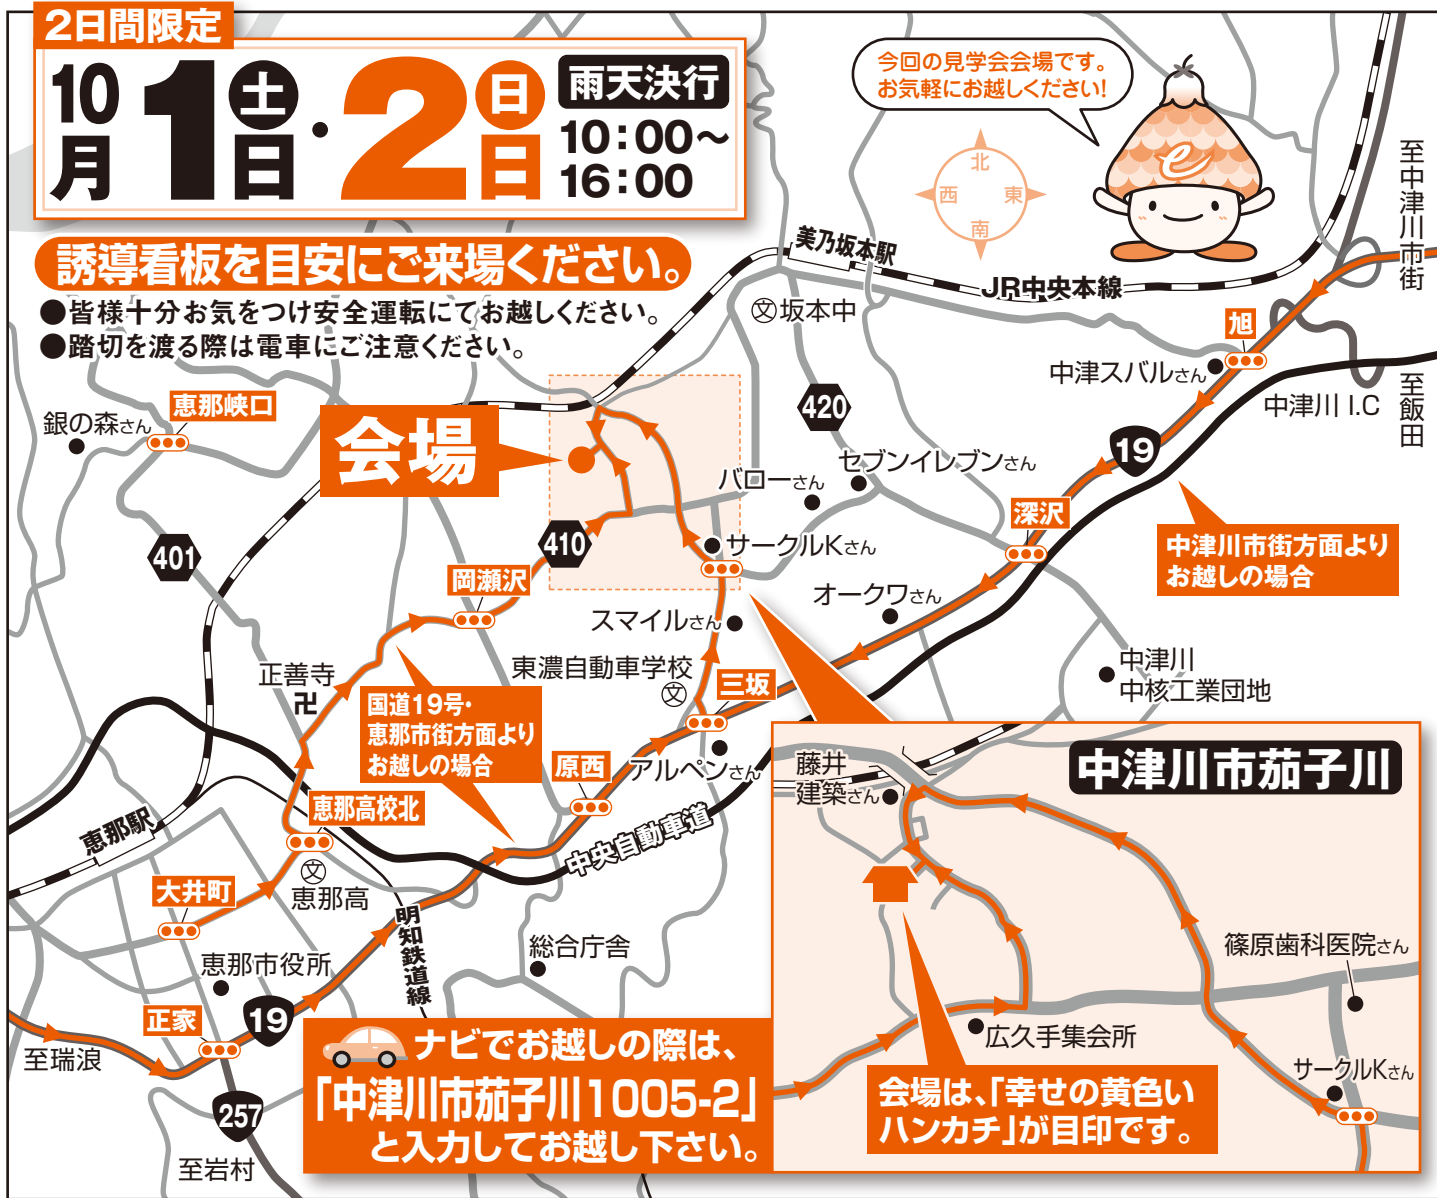 2日間限定
10月1日土・2日日
雨天決行
10:00〜
16:00
今回の見学会会場です。
お気軽にお越しください!
北
西
東
南
誘導看板を目安にご来場ください。
●皆様十分お気をつけ安全運転にてお越しください。
●踏切を渡る際は電車にご注意ください。
至中津川市街
美乃坂本駅
JR中央本線
文坂本中
旭
中津スバルさん
中津川 I.C
至飯田
恵那峡口
銀の森さん
会場
420
19
バローさん
セブンイレブンさん
深沢
中津川市街方面より
お越しの場合
401
410
サークルKさん
岡瀬沢
オークワさん
スマイルさん
東濃自動車学校
文
三坂
中津川
中核工業団地
正善寺
卍
国道19号・
恵那市街方面より
お越しの場合
原西
アルペンさん
恵那高校北
恵那駅
中央自動車道
文
恵那高
大井町
明知鉄道線
総合庁舎
恵那市役所
正家
19
至瑞浪
257
至岩村
ナビでお越しの際は、
「中津川市茄子川1005-2」
と入力してお越し下さい。
中津川市茄子川
藤井
建築さん
篠原歯科医院さん
広久手集会所
サークルKさん
会場は、「幸せの黄色い
ハンカチ」が目印です。